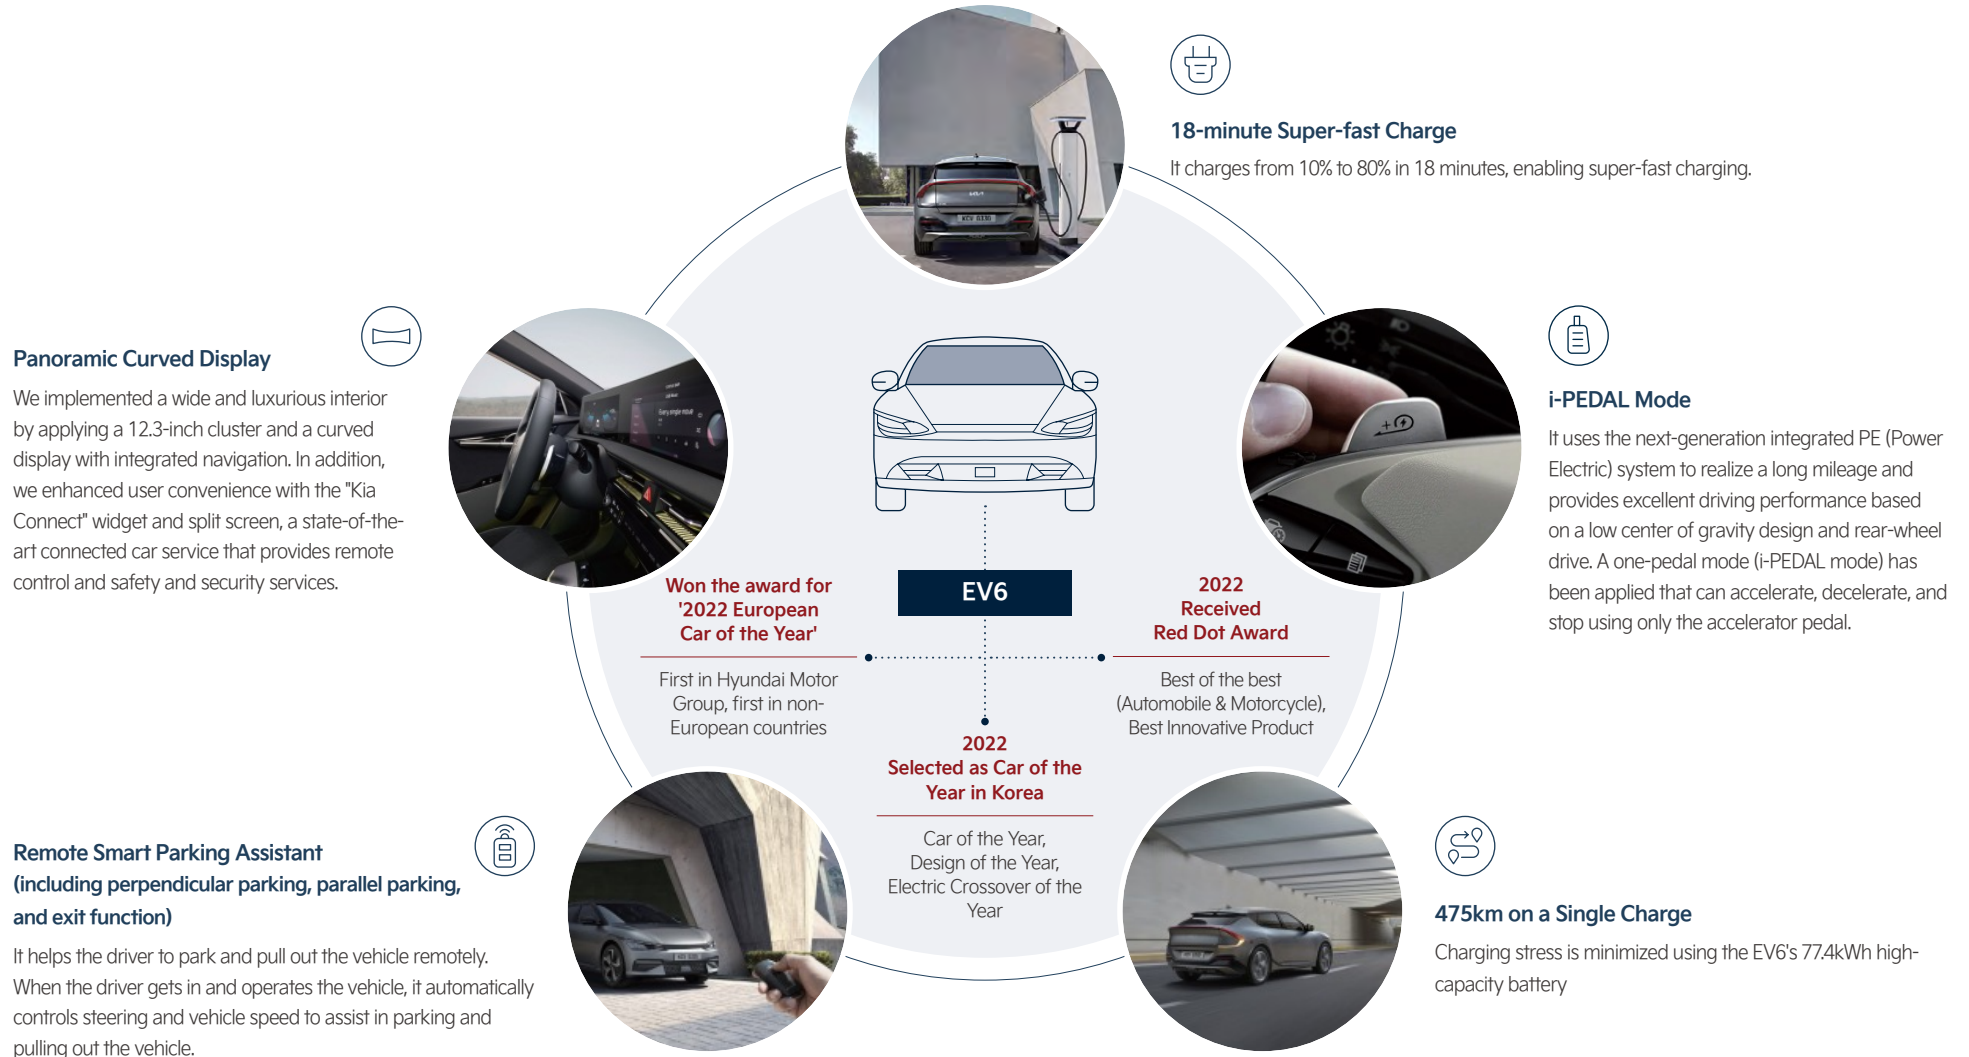 18-minute Super-fast Charge
It charges from 10% to 80% in 18 minutes, enabling super-fast charging.
KIA
Panoramic Curved Display
We implemented a wide and luxurious interior
by applying a 12.3-inch cluster and a curved
display with integrated navigation. In addition,
we enhanced user convenience with the "Kia
Connect" widget and split screen, a state-of-the-
art connected car service that provides remote
control and safety and security services.
Every single move
i-PEDAL Mode
It uses the next-generation integrated PE (Power
Electric) system to realize a long mileage and
provides excellent driving performance based
on a low center of gravity design and rear-wheel
drive. A one-pedal mode (i-PEDAL mode) has
been applied that can accelerate, decelerate, and
stop using only the accelerator pedal.
EV6
Won the award for
'2022 European
Car of the Year'
First in Hyundai Motor
Group, first in non-
European countries
2022
Received
Red Dot Award
Best of the best
(Automobile & Motorcycle),
Best Innovative Product
2022
Selected as Car of the
Year in Korea
Car of the Year,
Design of the Year,
Electric Crossover of the
Year
Remote Smart Parking Assistant
(including perpendicular parking, parallel parking,
and exit function)
It helps the driver to park and pull out the vehicle remotely.
When the driver gets in and operates the vehicle, it automatically
controls steering and vehicle speed to assist in parking and
pulling out the vehicle.
475km on a Single Charge
Charging stress is minimized using the EV6's 77.4kWh high-
capacity battery